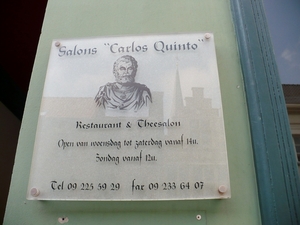 Salons "Carlos Quinto"
Restaurant & Theesalon
Open van woensdag tot zaterdag vanaf 14u.
Zondag vanaf 12u.
Tel 09 225 59 29 fax 09 233 64 07